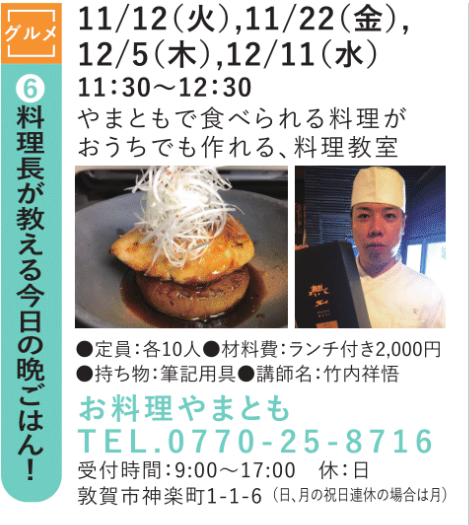 グルメ
❻料理長が教える今日の晩ごはん！
11/12（火）,11/22（金）,
12/5（木）,12/11（水）
11：30〜12：30
やまともで食べられる料理が
おうちでも作れる、料理教室
●定員：各10人●材料費：ランチ付き2,000円
●持ち物：筆記用具●講師名：竹内祥悟
お料理やまとも
TEL.0770-25-8716
受付時間：9:00〜17:00　休：日
敦賀市神楽町1-1-6（日、月の祝日連休の場合は月）